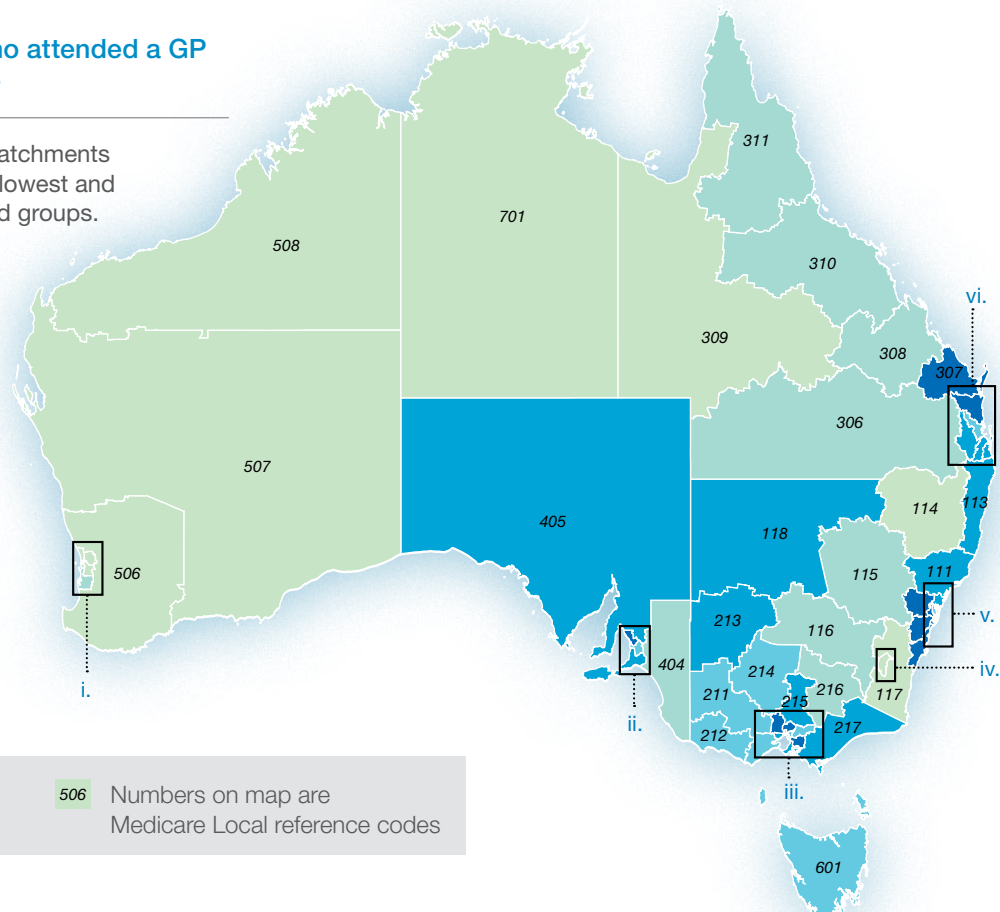 o attended a GP
atchments
lowest and
d groups.
311
701
508
310
vi.
309
308
307
306
507
405
114
113
118
506
115
111
213
v.
116
404
214
iv.
216
211
117
i.
215
ii.
217
212
iii.
506 Numbers on map are
Medicare Local reference codes
601